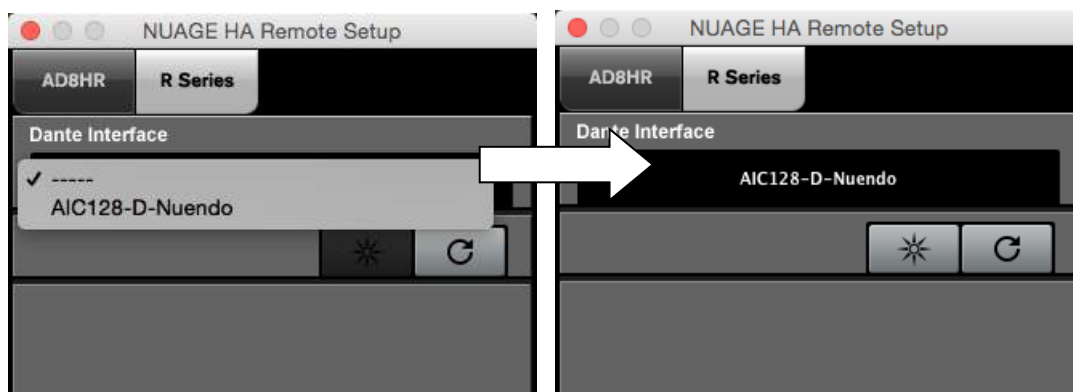 NUAGE HA Remote Setup
AD8HR
R Series
Dante Interface
✓ -----
AIC128-D-Nuendo
NUAGE HA Remote Setup
AD8HR
R Series
Dante Interface
AIC128-D-Nuendo